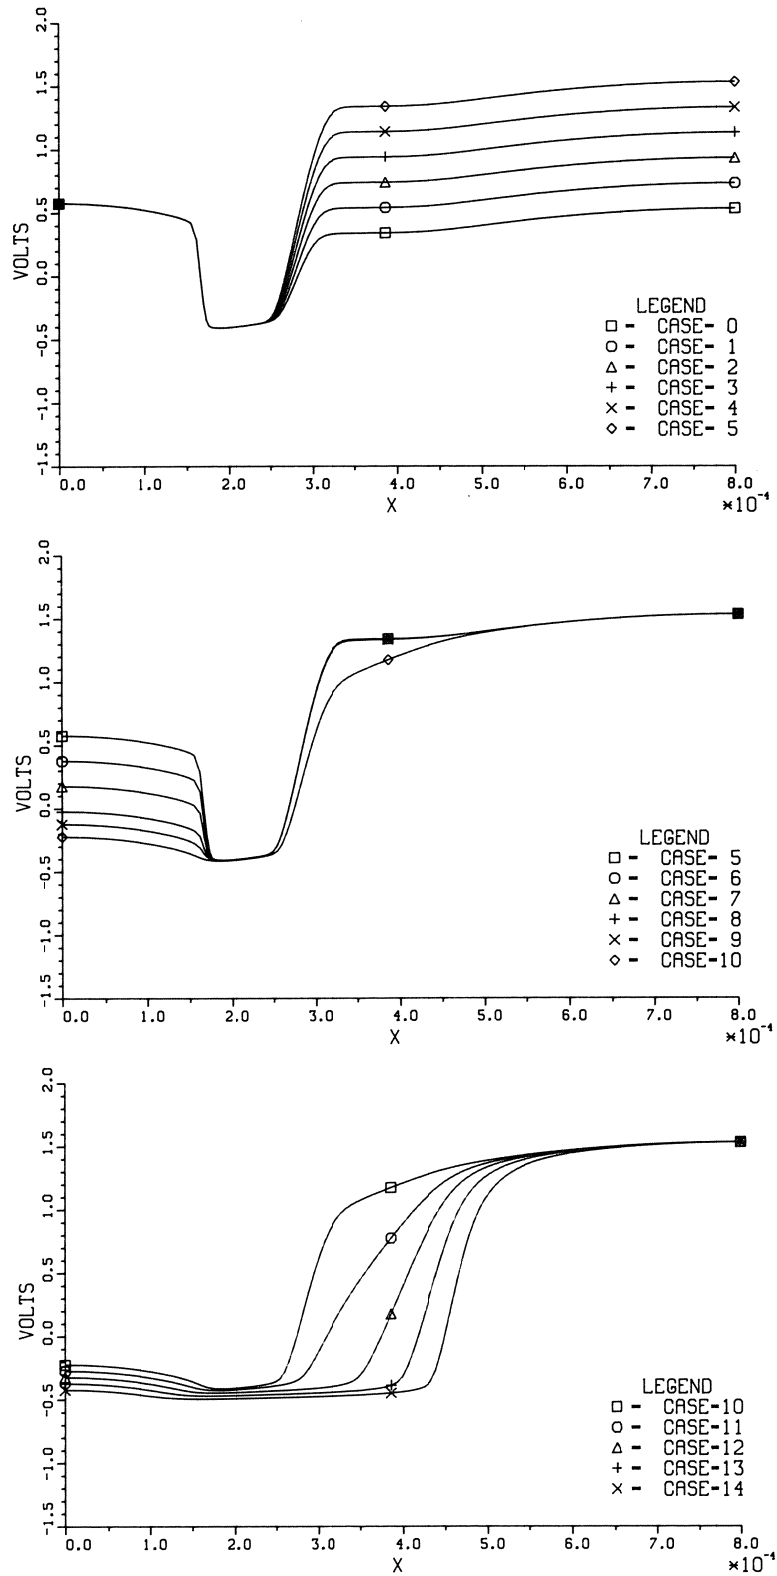 2.0
1.5
1.0
0.5
0.0
-0.5
-1.0
-1.5
VOLTS
LEGEND
□ - CASE- 0
○ - CASE- 1
△ - CASE- 2
+ - CASE- 3
× - CASE- 4
◇ - CASE- 5
0.0 1.0 2.0 3.0 4.0 5.0 6.0 7.0 8.0
X
*10⁻⁴
2.0
1.5
1.0
0.5
0.0
-0.5
-1.0
-1.5
VOLTS
LEGEND
□ - CASE- 5
○ - CASE- 6
△ - CASE- 7
+ - CASE- 8
× - CASE- 9
◇ - CASE-10
0.0 1.0 2.0 3.0 4.0 5.0 6.0 7.0 8.0
X
*10⁻⁴
2.0
1.5
1.0
0.5
0.0
-0.5
-1.0
-1.5
VOLTS
LEGEND
□ - CASE-10
○ - CASE-11
△ - CASE-12
+ - CASE-13
× - CASE-14
0.0 1.0 2.0 3.0 4.0 5.0 6.0 7.0 8.0
X
*10⁻⁴